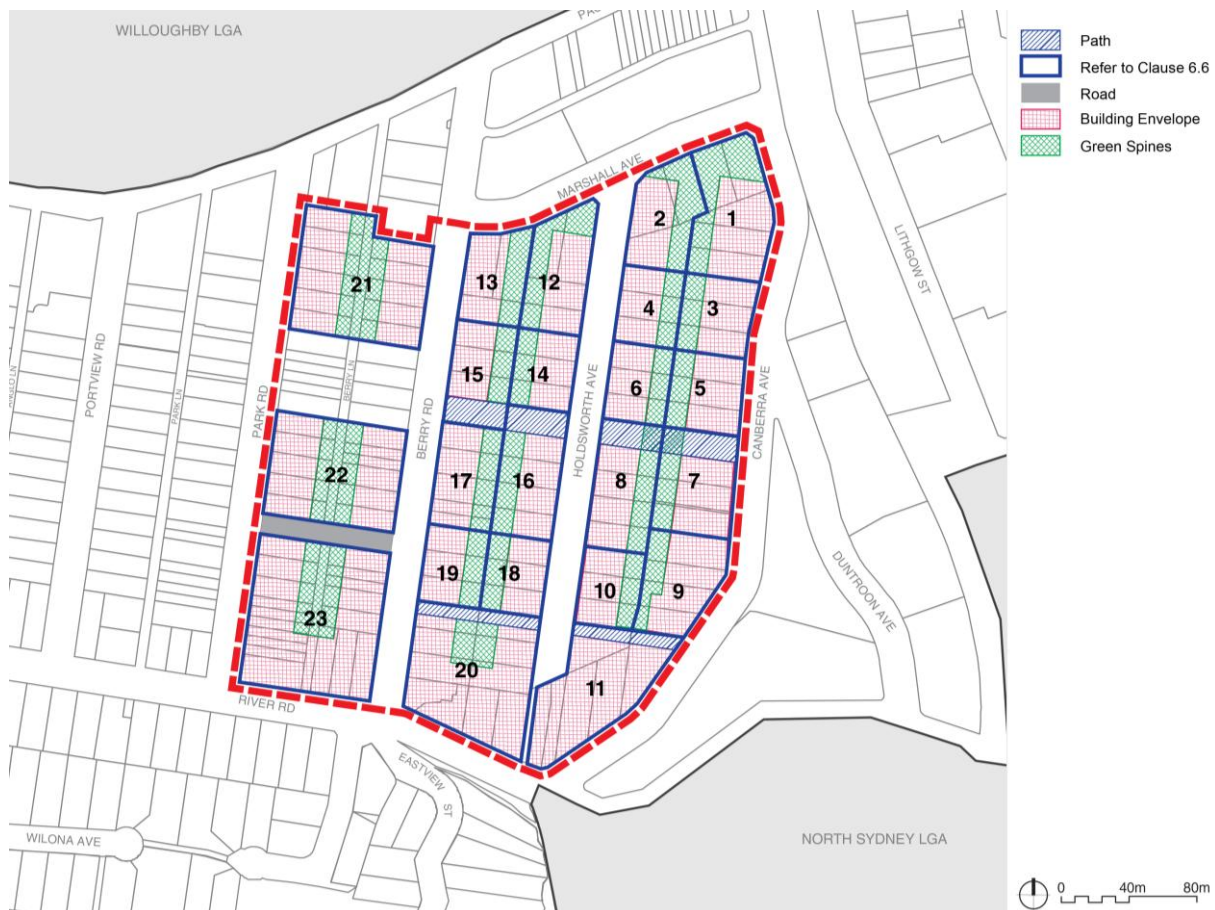 WILLOUGHBY LGA
PAC
Path
Refer to Clause 6.6
Road
Building Envelope
Green Spines
MARSHALL AVE
2
1
LITHGOW ST
21
13
12
4
3
BERRY LN
PORTVIEW RD
PARK LN
PARK RD
BERRY RD
HOLDSWORTH AVE
CANBERRA AVE
15
14
6
5
22
17
16
8
7
DUNTROON AVE
19
18
10
9
23
20
11
RIVER RD
EASTVIEW ST
WILONA AVE
NORTH SYDNEY LGA
0 40m 80m